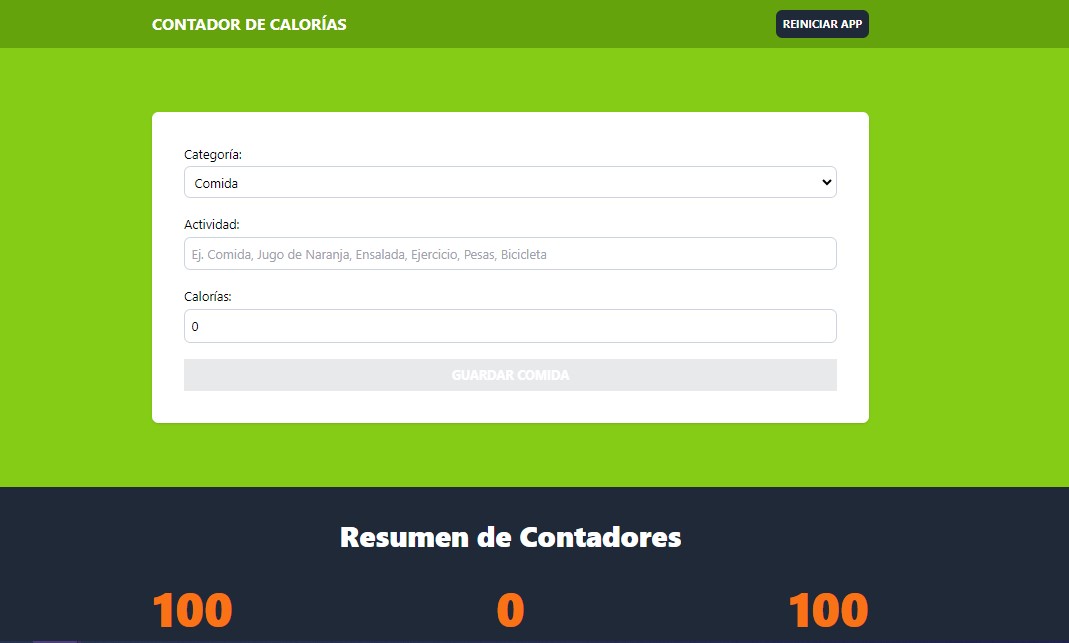 CONTADOR DE CALORÍAS REINICIAR APP
Categoría:
Comida
Actividad:
Ej. Comida, Jugo de Naranja, Ensalada, Ejercicio, Pesas, Bicicleta
Calorías:
0
GUARDAR COMIDA
Resumen de Contadores
100 0 100